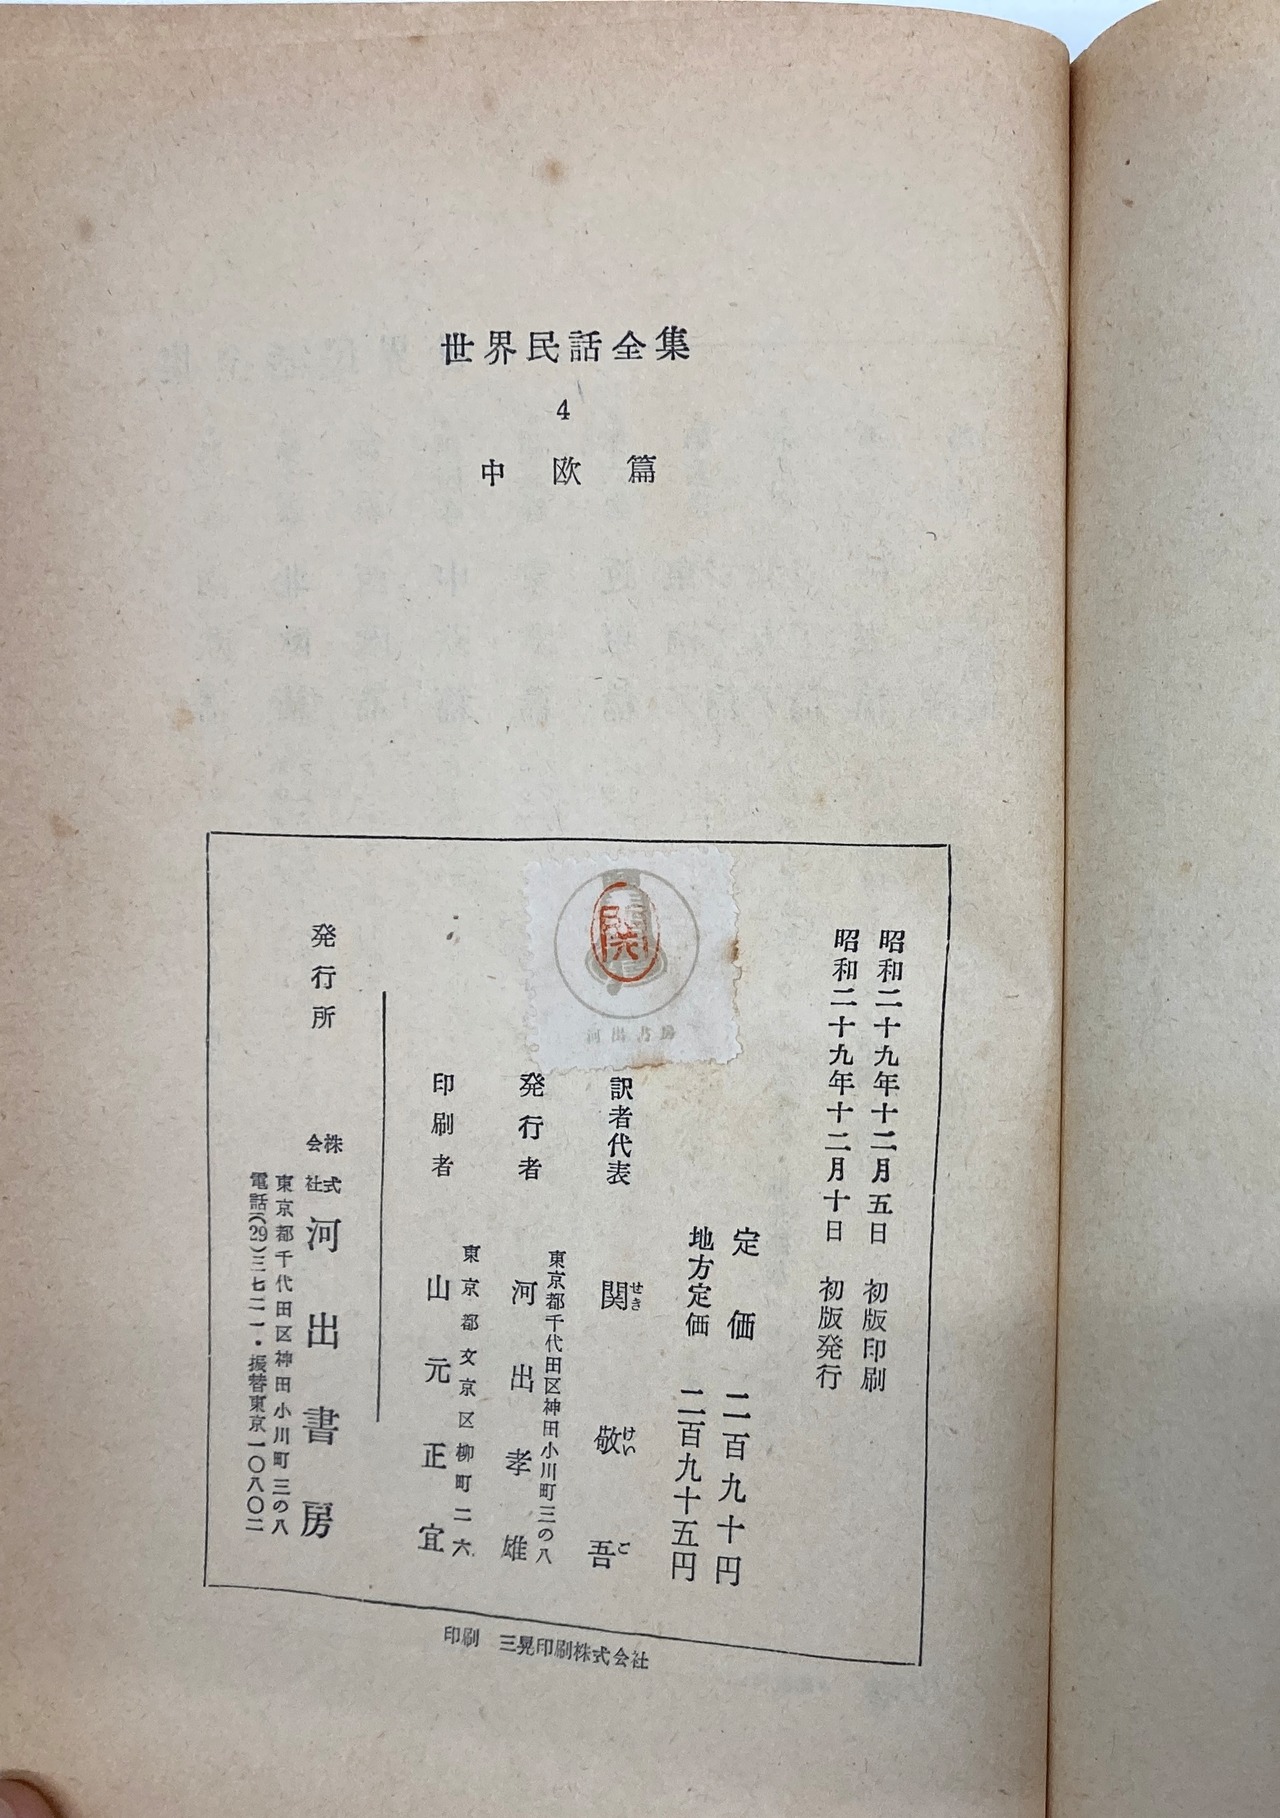 世界民話全集
4
中欧篇
昭和二十九年十二月五日 初版印刷
昭和二十九年十二月十日 初版発行
定価 二百九十円
地方定価 二百九十五円
訳者代表 関敬吾
せき けい ご
東京都千代田区神田小川町三の八
発行者 河出孝雄
東京都文京区柳町二六
印刷者 山元正宜
発行所 株式会社 河出書房
東京都千代田区神田小川町三の八
電話(29)三七二一・振替東京一〇八〇二
関
河出書房
印刷 三晃印刷株式会社